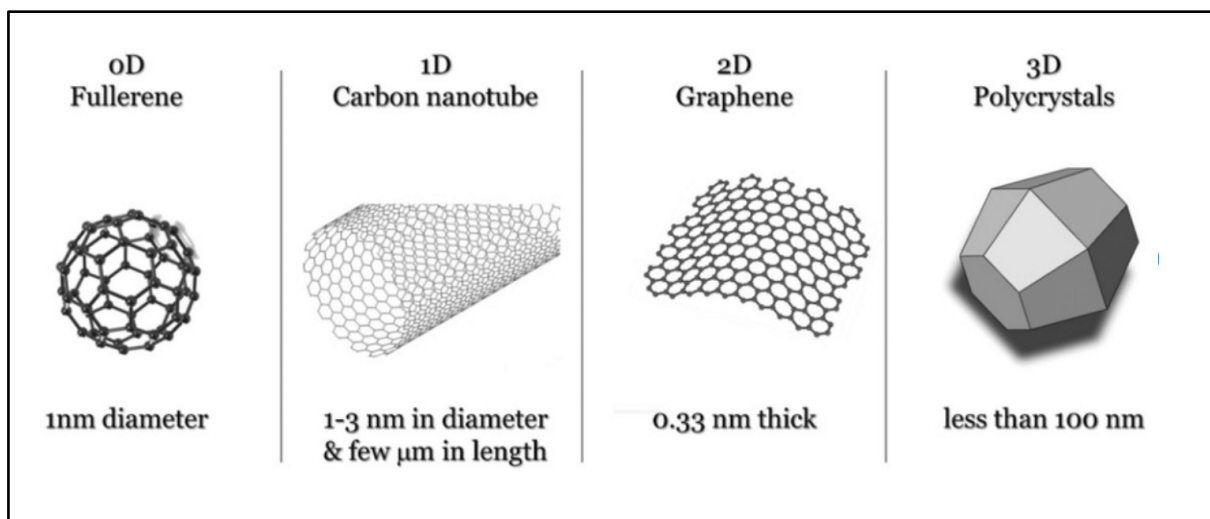 0D
Fullerene
1nm diameter
1D
Carbon nanotube
1-3 nm in diameter
& few μm in length
2D
Graphene
0.33 nm thick
3D
Polycrystals
less than 100 nm